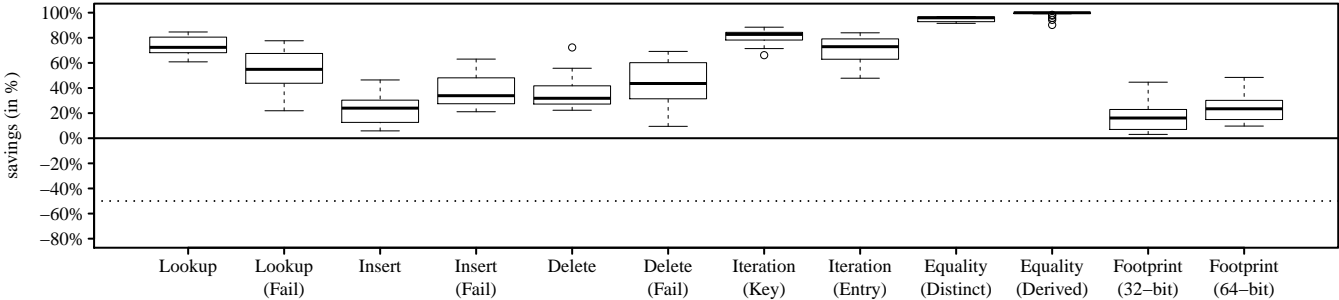 savings (in %)
100%
80%
60%
40%
20%
0%
−20%
−40%
−60%
−80%
Lookup
Lookup
(Fail)
Insert
Insert
(Fail)
Delete
Delete
(Fail)
Iteration
(Key)
Iteration
(Entry)
Equality
(Distinct)
Equality
(Derived)
Footprint
(32−bit)
Footprint
(64−bit)